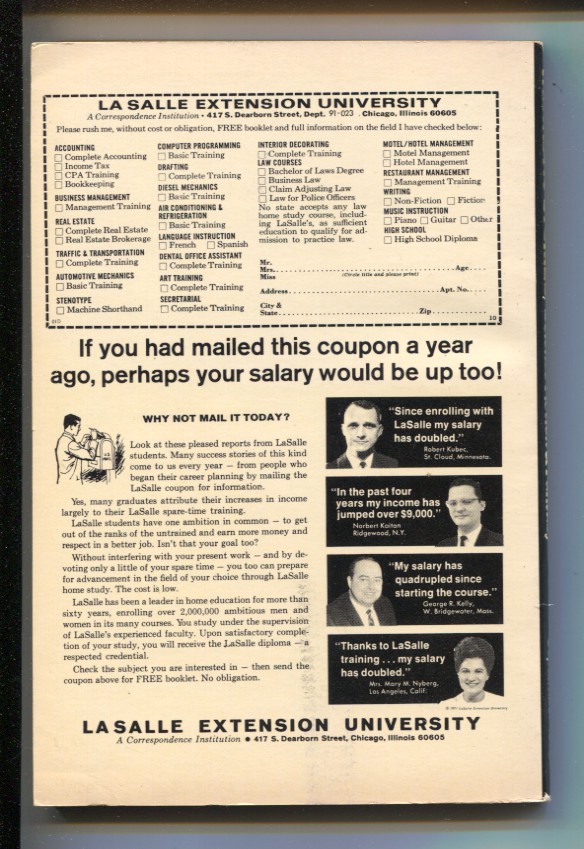 LA SALLE EXTENSION UNIVERSITY
A Correspondence Institution • 417 S. Dearborn Street, Dept. 91-023 Chicago, Illinois 60605
Please rush me, without cost or obligation, FREE booklet and full information on the field I have checked below:
ACCOUNTING
☐ Complete Accounting
☐ Income Tax
☐ CPA Training
☐ Bookkeeping
BUSINESS MANAGEMENT
☐ Management Training
REAL ESTATE
☐ Complete Real Estate
☐ Real Estate Brokerage
TRAFFIC & TRANSPORTATION
☐ Complete Training
AUTOMOTIVE MECHANICS
☐ Basic Training
STENOTYPE
☐ Machine Shorthand
COMPUTER PROGRAMMING
☐ Basic Training
DRAFTING
☐ Complete Training
DIESEL MECHANICS
☐ Basic Training
AIR CONDITIONING &
REFRIGERATION
☐ Basic Training
LANGUAGE INSTRUCTION
☐ French ☐ Spanish
DENTAL OFFICE ASSISTANT
☐ Complete Training
ART TRAINING
☐ Complete Training
SECRETARIAL
☐ Complete Training
INTERIOR DECORATING
☐ Complete Training
LAW COURSES
☐ Bachelor of Laws Degree
☐ Business Law
☐ Claim Adjusting Law
☐ Law for Police Officers
No state accepts any law
home study course, includ-
ing LaSalle's, as sufficient
education to qualify for ad-
mission to practice law.
MOTEL/HOTEL MANAGEMENT
☐ Motel Management
☐ Hotel Management
RESTAURANT MANAGEMENT
☐ Management Training
WRITING
☐ Non-Fiction ☐ Fiction
MUSIC INSTRUCTION
☐ Piano ☐ Guitar ☐ Other
HIGH SCHOOL
☐ High School Diploma
Mr.
Mrs. Age
Miss (Circle title and please print)
Address Apt. No.
City &
State Zip
10
If you had mailed this coupon a year
ago, perhaps your salary would be up too!
WHY NOT MAIL IT TODAY?
Look at these pleased reports from LaSalle
students. Many success stories of this kind
come to us every year — from people who
began their career planning by mailing the
LaSalle coupon for information.
Yes, many graduates attribute their increases in income
largely to their LaSalle spare-time training.
LaSalle students have one ambition in common — to get
out of the ranks of the untrained and earn more money and
respect in a better job. Isn't that your goal too?
Without interfering with your present work — and by de-
voting only a little of your spare time — you too can prepare
for advancement in the field of your choice through LaSalle
home study. The cost is low.
LaSalle has been a leader in home education for more than
sixty years, enrolling over 2,000,000 ambitious men and
women in its many courses. You study under the supervision
of LaSalle's experienced faculty. Upon satisfactory comple-
tion of your study, you will receive the LaSalle diploma — a
respected credential.
Check the subject you are interested in — then send the
coupon above for FREE booklet. No obligation.
"Since enrolling with
LaSalle my salary
has doubled."
Robert Kubec,
St. Cloud, Minnesota.
"In the past four
years my income has
jumped over $9,000."
Norbert Kaitan
Ridgewood, N.Y.
"My salary has
quadrupled since
starting the course."
George R. Kelly,
W. Bridgewater, Mass.
"Thanks to LaSalle
training . . . my salary
has doubled."
Mrs. Mary M. Nyberg,
Los Angeles, Calif.
LA SALLE EXTENSION UNIVERSITY
A Correspondence Institution • 417 S. Dearborn Street, Chicago, Illinois 60605